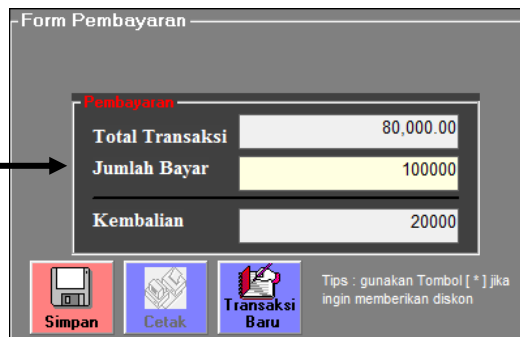 Form Pembayaran
Pembayaran
Total Transaksi 80,000.00
Jumlah Bayar 100000
Kembalian 20000
Simpan
Cetak
Transaksi
Baru
Tips : gunakan Tombol [ * ] jika
ingin memberikan diskon